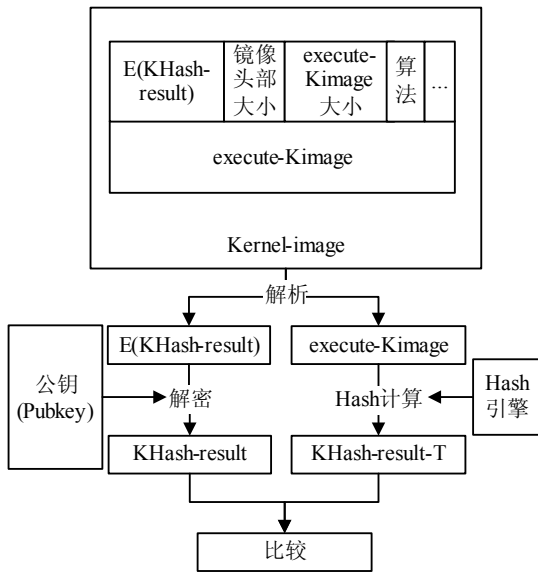 E(KHash-
result)
镜像
头部
大小
execute-
Kimage
大小
算
法
...
execute-Kimage
Kernel-image
解析
E(KHash-result)
execute-Kimage
公钥
(Pubkey)
解密
Hash计算
Hash
引擎
KHash-result
KHash-result-T
比较